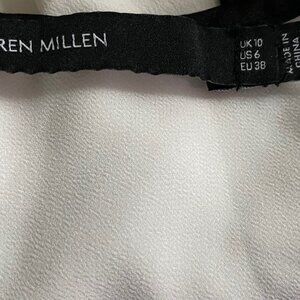 REN MILLEN
UK 10
US 6
EU 38
MADE IN
CHINA